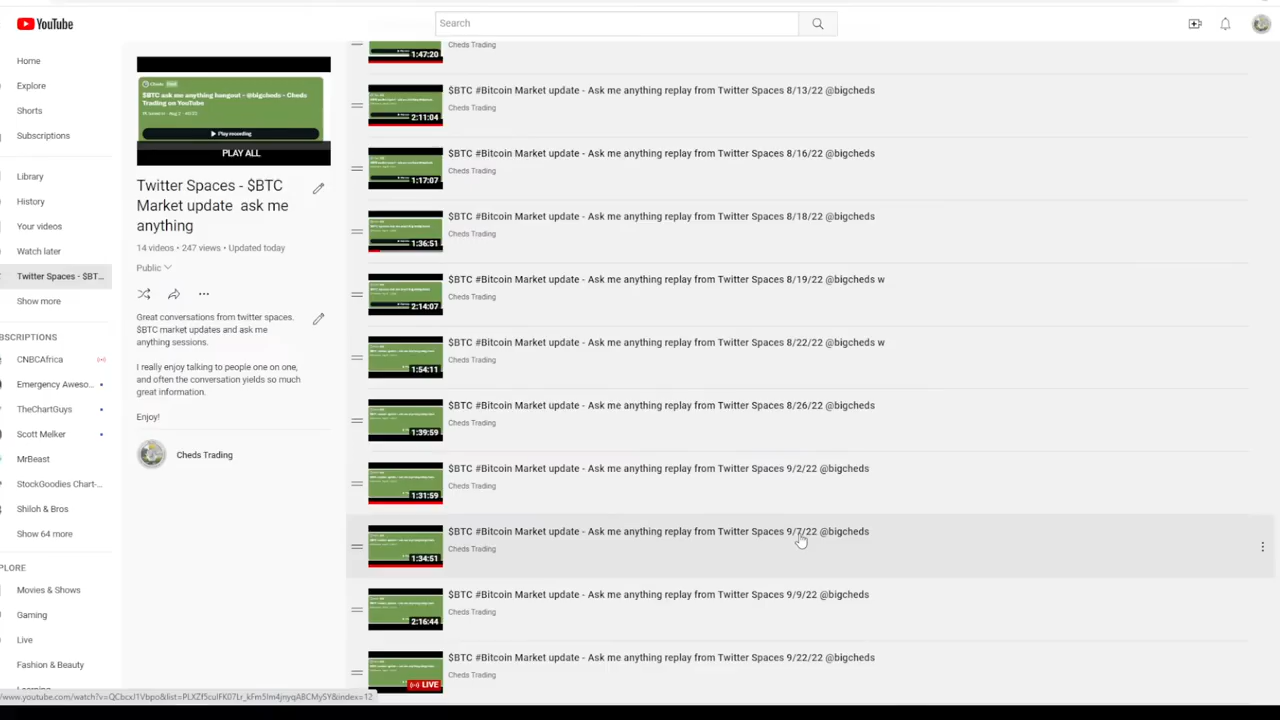 YouTube
Search
Home
Explore
Shorts
Subscriptions
Library
History
Your videos
Watch later
Twitter Spaces - $BT...
Show more
BSCRIPTIONS
CNBCAfrica
Emergency Aweso...
TheChartGuys
Scott Melker
MrBeast
StockGoodies Chart-...
Shiloh & Bros
Show 64 more
PLORE
Movies & Shows
Gaming
Live
Fashion & Beauty
Learning
$BTC ask me anything hangout - @bigcheds - Cheds
Trading on YouTube
Play recording
PLAY ALL
Twitter Spaces - $BTC
Market update ask me
anything
14 videos • 247 views • Updated today
Public
Great conversations from twitter spaces.
$BTC market updates and ask me
anything sessions.
I really enjoy talking to people one on one,
and often the conversation yields so much
great information.
Enjoy!
Cheds Trading
1:47:20
Cheds Trading
2:11:04
$BTC #Bitcoin Market update - Ask me anything replay from Twitter Spaces 8/13/22 @bigcheds
Cheds Trading
1:17:07
$BTC #Bitcoin Market update - Ask me anything replay from Twitter Spaces 8/16/22 @bigcheds
Cheds Trading
1:36:51
$BTC #Bitcoin Market update - Ask me anything replay from Twitter Spaces 8/18/22 @bigcheds
Cheds Trading
2:14:07
$BTC #Bitcoin Market update - Ask me anything replay from Twitter Spaces 8/19/22 @bigcheds w
Cheds Trading
1:54:11
$BTC #Bitcoin Market update - Ask me anything replay from Twitter Spaces 8/22/22 @bigcheds w
Cheds Trading
1:39:59
$BTC #Bitcoin Market update - Ask me anything replay from Twitter Spaces 8/26/22 @bigcheds
Cheds Trading
1:31:59
$BTC #Bitcoin Market update - Ask me anything replay from Twitter Spaces 9/2/22 @bigcheds
Cheds Trading
1:34:51
$BTC #Bitcoin Market update - Ask me anything replay from Twitter Spaces 9/7/22 @bigcheds
Cheds Trading
2:16:44
$BTC #Bitcoin Market update - Ask me anything replay from Twitter Spaces 9/9/22 @bigcheds
Cheds Trading
LIVE
$BTC #Bitcoin Market update - Ask me anything replay from Twitter Spaces 9/27/22 @bigcheds
Cheds Trading